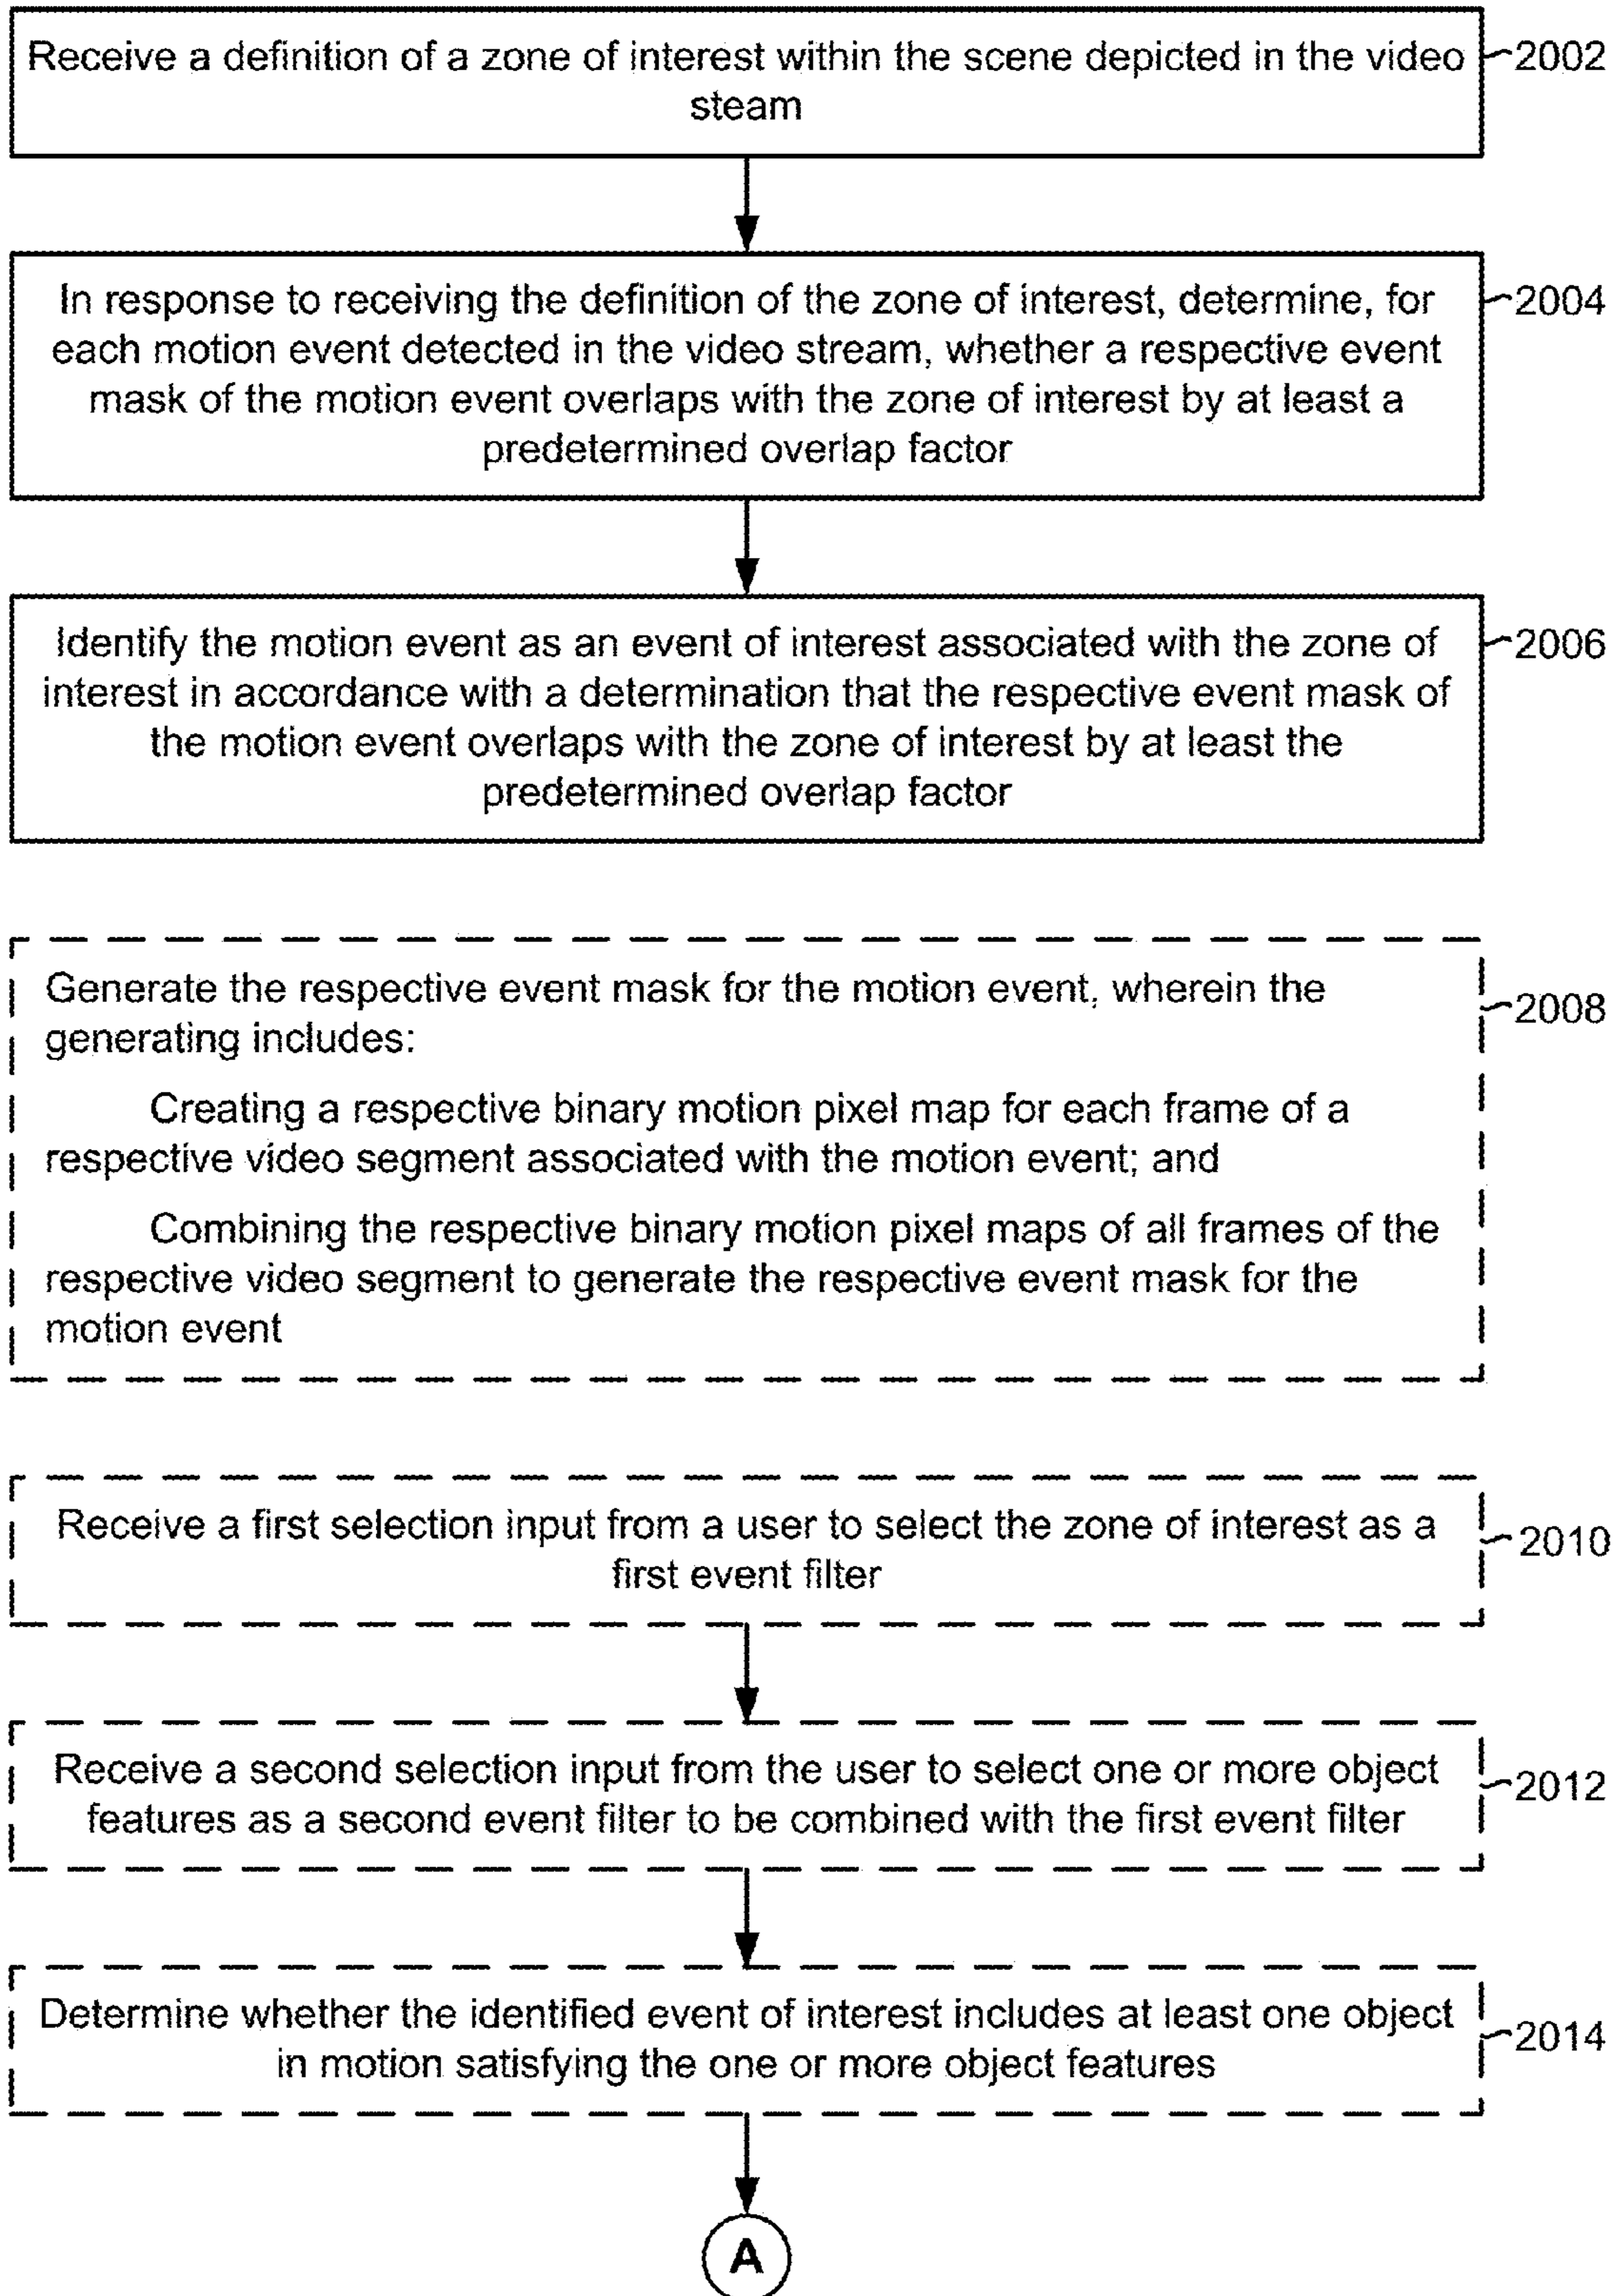 Receive a definition of a zone of interest within the scene depicted in the video
steam
2002
In response to receiving the definition of the zone of interest, determine, for
each motion event detected in the video stream, whether a respective event
mask of the motion event overlaps with the zone of interest by at least a
predetermined overlap factor
2004
Identify the motion event as an event of interest associated with the zone of
interest in accordance with a determination that the respective event mask of
the motion event overlaps with the zone of interest by at least the
predetermined overlap factor
2006
Generate the respective event mask for the motion event, wherein the
generating includes:
Creating a respective binary motion pixel map for each frame of a
respective video segment associated with the motion event; and
Combining the respective binary motion pixel maps of all frames of the
respective video segment to generate the respective event mask for the
motion event
2008
Receive a first selection input from a user to select the zone of interest as a
first event filter
2010
Receive a second selection input from the user to select one or more object
features as a second event filter to be combined with the first event filter
2012
Determine whether the identified event of interest includes at least one object
in motion satisfying the one or more object features
2014
A